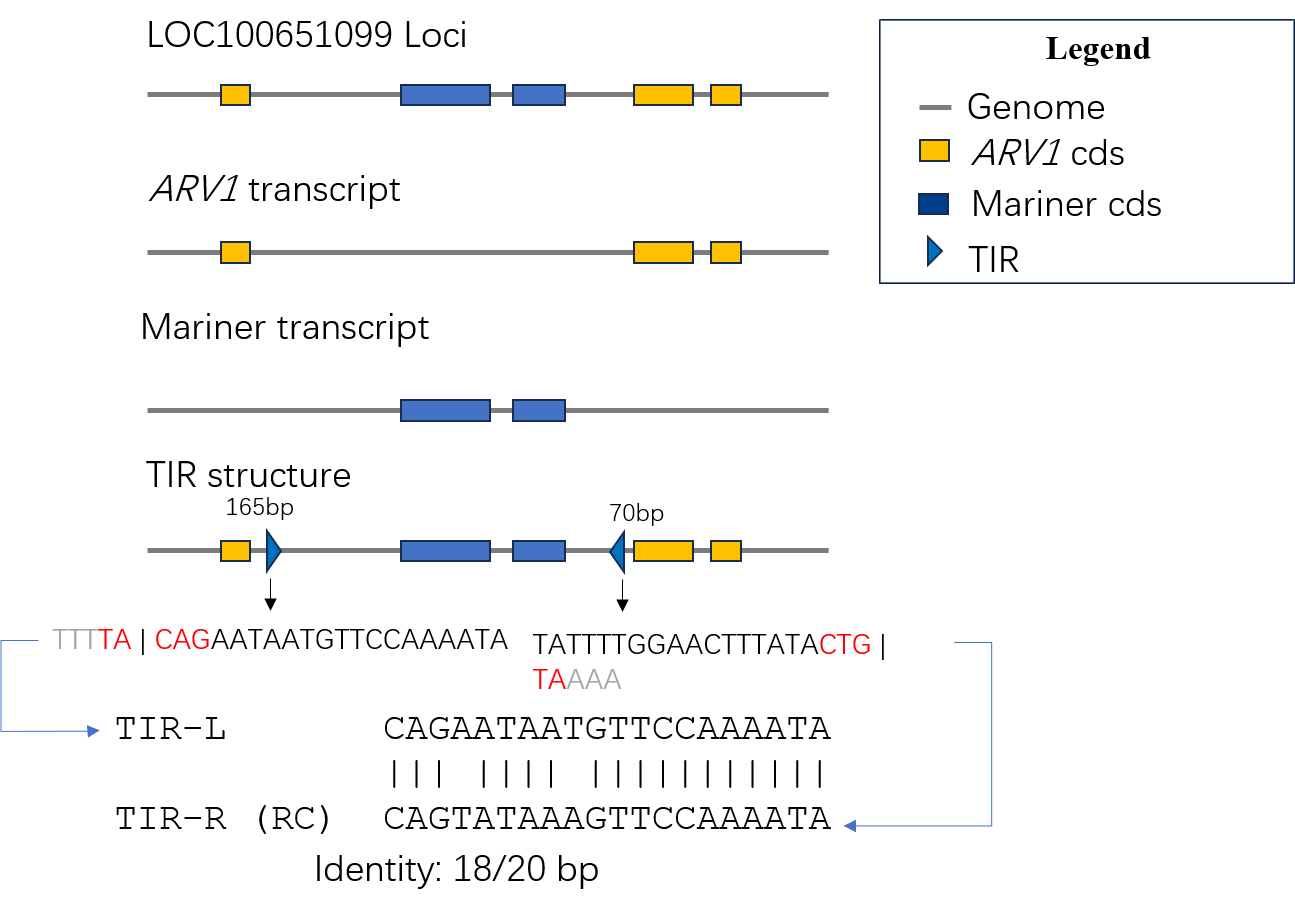 LOC100651099 Loci
Legend
Genome
ARV1 cds
Mariner cds
TIR
ARV1 transcript
Mariner transcript
TIR structure
165bp
70bp
TTTTA | CAGAATAATGTTCCAAAATA
TATTTTGGAACTTTATACTG |
TAAAA
TIR-L CAGAATAATGTTCCAAAATA
||| |||| |||||||||||
TIR-R (RC) CAGTATAAAGTTCCAAAATA
Identity: 18/20 bp